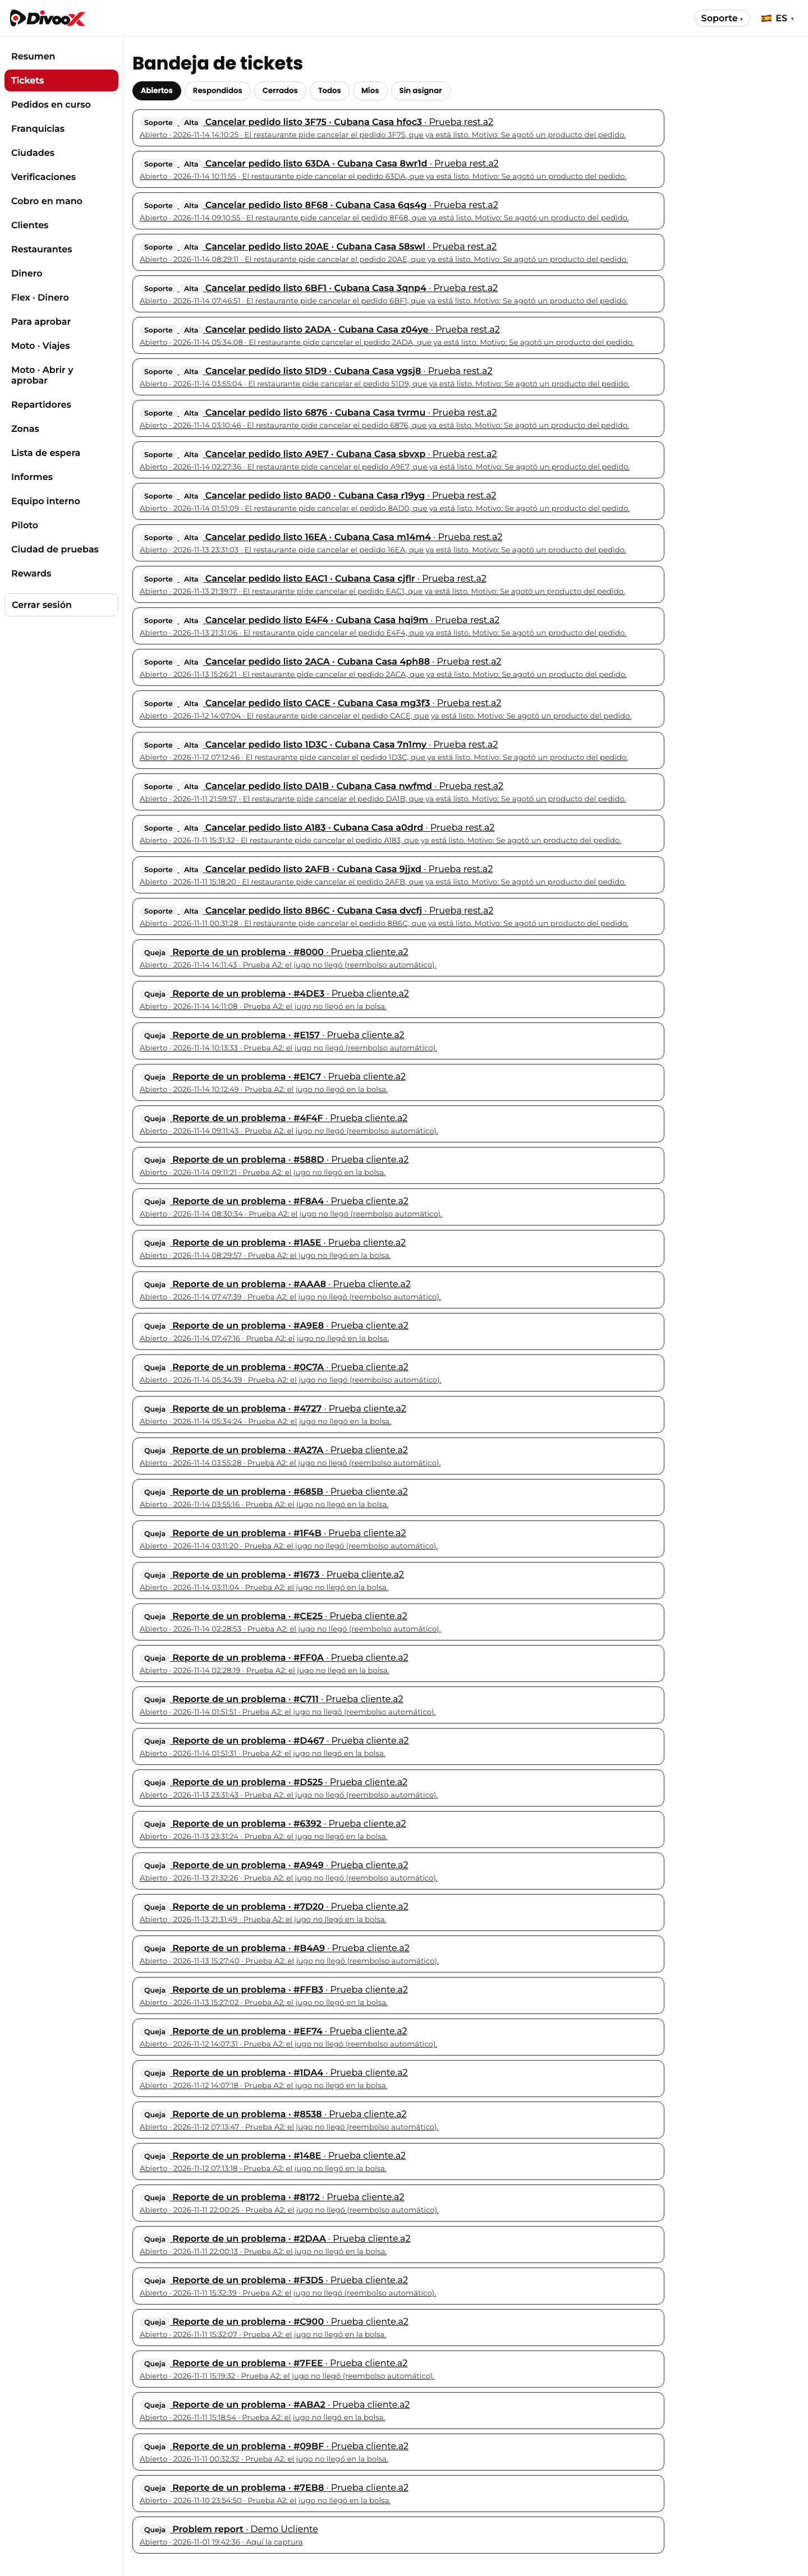 DivooX
Soporte
ES
Resumen
Tickets
Pedidos en curso
Franquicias
Ciudades
Verificaciones
Cobro en mano
Clientes
Restaurantes
Dinero
Flex · Dinero
Para aprobar
Moto · Viajes
Moto · Abrir y
aprobar
Repartidores
Zonas
Lista de espera
Informes
Equipo interno
Piloto
Ciudad de pruebas
Rewards
Cerrar sesión
Bandeja de tickets
Abiertos Respondidos Cerrados Todos Míos Sin asignar
Soporte Alta Cancelar pedido listo 3F75 · Cubana Casa hfoc3 · Prueba rest.a2
Abierto · 2026-11-14 14:10:25 · El restaurante pide cancelar el pedido 3F75, que ya está listo. Motivo: Se agotó un producto del pedido.
Soporte Alta Cancelar pedido listo 63DA · Cubana Casa 8wr1d · Prueba rest.a2
Abierto · 2026-11-14 10:11:55 · El restaurante pide cancelar el pedido 63DA, que ya está listo. Motivo: Se agotó un producto del pedido.
Soporte Alta Cancelar pedido listo 8F68 · Cubana Casa 6qs4g · Prueba rest.a2
Abierto · 2026-11-14 09:10:55 · El restaurante pide cancelar el pedido 8F68, que ya está listo. Motivo: Se agotó un producto del pedido.
Soporte Alta Cancelar pedido listo 20AE · Cubana Casa 58swl · Prueba rest.a2
Abierto · 2026-11-14 08:29:11 · El restaurante pide cancelar el pedido 20AE, que ya está listo. Motivo: Se agotó un producto del pedido.
Soporte Alta Cancelar pedido listo 6BF1 · Cubana Casa 3qnp4 · Prueba rest.a2
Abierto · 2026-11-14 07:46:51 · El restaurante pide cancelar el pedido 6BF1, que ya está listo. Motivo: Se agotó un producto del pedido.
Soporte Alta Cancelar pedido listo 2ADA · Cubana Casa z04ye · Prueba rest.a2
Abierto · 2026-11-14 05:34:08 · El restaurante pide cancelar el pedido 2ADA, que ya está listo. Motivo: Se agotó un producto del pedido.
Soporte Alta Cancelar pedido listo 51D9 · Cubana Casa vgsj8 · Prueba rest.a2
Abierto · 2026-11-14 03:55:04 · El restaurante pide cancelar el pedido 51D9, que ya está listo. Motivo: Se agotó un producto del pedido.
Soporte Alta Cancelar pedido listo 6876 · Cubana Casa tvrmu · Prueba rest.a2
Abierto · 2026-11-14 03:10:46 · El restaurante pide cancelar el pedido 6876, que ya está listo. Motivo: Se agotó un producto del pedido.
Soporte Alta Cancelar pedido listo A9E7 · Cubana Casa sbvxp · Prueba rest.a2
Abierto · 2026-11-14 02:27:36 · El restaurante pide cancelar el pedido A9E7, que ya está listo. Motivo: Se agotó un producto del pedido.
Soporte Alta Cancelar pedido listo 8AD0 · Cubana Casa r19yg · Prueba rest.a2
Abierto · 2026-11-14 01:51:09 · El restaurante pide cancelar el pedido 8AD0, que ya está listo. Motivo: Se agotó un producto del pedido.
Soporte Alta Cancelar pedido listo 16EA · Cubana Casa m14m4 · Prueba rest.a2
Abierto · 2026-11-13 23:31:03 · El restaurante pide cancelar el pedido 16EA, que ya está listo. Motivo: Se agotó un producto del pedido.
Soporte Alta Cancelar pedido listo EAC1 · Cubana Casa cjflr · Prueba rest.a2
Abierto · 2026-11-13 21:39:17 · El restaurante pide cancelar el pedido EAC1, que ya está listo. Motivo: Se agotó un producto del pedido.
Soporte Alta Cancelar pedido listo E4F4 · Cubana Casa hqi9m · Prueba rest.a2
Abierto · 2026-11-13 21:31:06 · El restaurante pide cancelar el pedido E4F4, que ya está listo. Motivo: Se agotó un producto del pedido.
Soporte Alta Cancelar pedido listo 2ACA · Cubana Casa 4ph88 · Prueba rest.a2
Abierto · 2026-11-13 15:26:21 · El restaurante pide cancelar el pedido 2ACA, que ya está listo. Motivo: Se agotó un producto del pedido.
Soporte Alta Cancelar pedido listo CACE · Cubana Casa mg3f3 · Prueba rest.a2
Abierto · 2026-11-12 14:07:04 · El restaurante pide cancelar el pedido CACE, que ya está listo. Motivo: Se agotó un producto del pedido.
Soporte Alta Cancelar pedido listo 1D3C · Cubana Casa 7n1my · Prueba rest.a2
Abierto · 2026-11-12 07:12:46 · El restaurante pide cancelar el pedido 1D3C, que ya está listo. Motivo: Se agotó un producto del pedido.
Soporte Alta Cancelar pedido listo DA1B · Cubana Casa nwfmd · Prueba rest.a2
Abierto · 2026-11-11 21:59:57 · El restaurante pide cancelar el pedido DA1B, que ya está listo. Motivo: Se agotó un producto del pedido.
Soporte Alta Cancelar pedido listo A183 · Cubana Casa a0drd · Prueba rest.a2
Abierto · 2026-11-11 15:31:32 · El restaurante pide cancelar el pedido A183, que ya está listo. Motivo: Se agotó un producto del pedido.
Soporte Alta Cancelar pedido listo 2AFB · Cubana Casa 9jjxd · Prueba rest.a2
Abierto · 2026-11-11 15:18:20 · El restaurante pide cancelar el pedido 2AFB, que ya está listo. Motivo: Se agotó un producto del pedido.
Soporte Alta Cancelar pedido listo 8B6C · Cubana Casa dvcfj · Prueba rest.a2
Abierto · 2026-11-11 00:31:28 · El restaurante pide cancelar el pedido 8B6C, que ya está listo. Motivo: Se agotó un producto del pedido.
Queja Reporte de un problema · #8000 · Prueba cliente.a2
Abierto · 2026-11-14 14:11:43 · Prueba A2: el jugo no llegó (reembolso automático).
Queja Reporte de un problema · #4DE3 · Prueba cliente.a2
Abierto · 2026-11-14 14:11:08 · Prueba A2: el jugo no llegó en la bolsa.
Queja Reporte de un problema · #E157 · Prueba cliente.a2
Abierto · 2026-11-14 10:13:33 · Prueba A2: el jugo no llegó (reembolso automático).
Queja Reporte de un problema · #E1C7 · Prueba cliente.a2
Abierto · 2026-11-14 10:12:49 · Prueba A2: el jugo no llegó en la bolsa.
Queja Reporte de un problema · #4F4F · Prueba cliente.a2
Abierto · 2026-11-14 09:11:43 · Prueba A2: el jugo no llegó (reembolso automático).
Queja Reporte de un problema · #588D · Prueba cliente.a2
Abierto · 2026-11-14 09:11:21 · Prueba A2: el jugo no llegó en la bolsa.
Queja Reporte de un problema · #F8A4 · Prueba cliente.a2
Abierto · 2026-11-14 08:30:34 · Prueba A2: el jugo no llegó (reembolso automático).
Queja Reporte de un problema · #1A5E · Prueba cliente.a2
Abierto · 2026-11-14 08:29:57 · Prueba A2: el jugo no llegó en la bolsa.
Queja Reporte de un problema · #AAA8 · Prueba cliente.a2
Abierto · 2026-11-14 07:47:39 · Prueba A2: el jugo no llegó (reembolso automático).
Queja Reporte de un problema · #A9E8 · Prueba cliente.a2
Abierto · 2026-11-14 07:47:16 · Prueba A2: el jugo no llegó en la bolsa.
Queja Reporte de un problema · #0C7A · Prueba cliente.a2
Abierto · 2026-11-14 05:34:39 · Prueba A2: el jugo no llegó (reembolso automático).
Queja Reporte de un problema · #4727 · Prueba cliente.a2
Abierto · 2026-11-14 05:34:24 · Prueba A2: el jugo no llegó en la bolsa.
Queja Reporte de un problema · #A27A · Prueba cliente.a2
Abierto · 2026-11-14 03:55:28 · Prueba A2: el jugo no llegó (reembolso automático).
Queja Reporte de un problema · #685B · Prueba cliente.a2
Abierto · 2026-11-14 03:55:16 · Prueba A2: el jugo no llegó en la bolsa.
Queja Reporte de un problema · #1F4B · Prueba cliente.a2
Abierto · 2026-11-14 03:11:20 · Prueba A2: el jugo no llegó (reembolso automático).
Queja Reporte de un problema · #1673 · Prueba cliente.a2
Abierto · 2026-11-14 03:11:04 · Prueba A2: el jugo no llegó en la bolsa.
Queja Reporte de un problema · #CE25 · Prueba cliente.a2
Abierto · 2026-11-14 02:28:53 · Prueba A2: el jugo no llegó (reembolso automático).
Queja Reporte de un problema · #FF0A · Prueba cliente.a2
Abierto · 2026-11-14 02:28:19 · Prueba A2: el jugo no llegó en la bolsa.
Queja Reporte de un problema · #C711 · Prueba cliente.a2
Abierto · 2026-11-14 01:51:51 · Prueba A2: el jugo no llegó (reembolso automático).
Queja Reporte de un problema · #D467 · Prueba cliente.a2
Abierto · 2026-11-14 01:51:31 · Prueba A2: el jugo no llegó en la bolsa.
Queja Reporte de un problema · #D525 · Prueba cliente.a2
Abierto · 2026-11-13 23:31:43 · Prueba A2: el jugo no llegó (reembolso automático).
Queja Reporte de un problema · #6392 · Prueba cliente.a2
Abierto · 2026-11-13 23:31:24 · Prueba A2: el jugo no llegó en la bolsa.
Queja Reporte de un problema · #A949 · Prueba cliente.a2
Abierto · 2026-11-13 21:32:26 · Prueba A2: el jugo no llegó (reembolso automático).
Queja Reporte de un problema · #7D20 · Prueba cliente.a2
Abierto · 2026-11-13 21:31:49 · Prueba A2: el jugo no llegó en la bolsa.
Queja Reporte de un problema · #B4A9 · Prueba cliente.a2
Abierto · 2026-11-13 15:27:40 · Prueba A2: el jugo no llegó (reembolso automático).
Queja Reporte de un problema · #FFB3 · Prueba cliente.a2
Abierto · 2026-11-13 15:27:02 · Prueba A2: el jugo no llegó en la bolsa.
Queja Reporte de un problema · #EF74 · Prueba cliente.a2
Abierto · 2026-11-12 14:07:31 · Prueba A2: el jugo no llegó (reembolso automático).
Queja Reporte de un problema · #1DA4 · Prueba cliente.a2
Abierto · 2026-11-12 14:07:18 · Prueba A2: el jugo no llegó en la bolsa.
Queja Reporte de un problema · #8538 · Prueba cliente.a2
Abierto · 2026-11-12 07:13:47 · Prueba A2: el jugo no llegó (reembolso automático).
Queja Reporte de un problema · #148E · Prueba cliente.a2
Abierto · 2026-11-12 07:13:18 · Prueba A2: el jugo no llegó en la bolsa.
Queja Reporte de un problema · #8172 · Prueba cliente.a2
Abierto · 2026-11-11 22:00:25 · Prueba A2: el jugo no llegó (reembolso automático).
Queja Reporte de un problema · #2DAA · Prueba cliente.a2
Abierto · 2026-11-11 22:00:13 · Prueba A2: el jugo no llegó en la bolsa.
Queja Reporte de un problema · #F3D5 · Prueba cliente.a2
Abierto · 2026-11-11 15:32:39 · Prueba A2: el jugo no llegó (reembolso automático).
Queja Reporte de un problema · #C900 · Prueba cliente.a2
Abierto · 2026-11-11 15:32:07 · Prueba A2: el jugo no llegó en la bolsa.
Queja Reporte de un problema · #7FEE · Prueba cliente.a2
Abierto · 2026-11-11 15:19:32 · Prueba A2: el jugo no llegó (reembolso automático).
Queja Reporte de un problema · #ABA2 · Prueba cliente.a2
Abierto · 2026-11-11 15:18:54 · Prueba A2: el jugo no llegó en la bolsa.
Queja Reporte de un problema · #09BF · Prueba cliente.a2
Abierto · 2026-11-11 00:32:32 · Prueba A2: el jugo no llegó en la bolsa.
Queja Reporte de un problema · #7EB8 · Prueba cliente.a2
Abierto · 2026-11-10 23:54:50 · Prueba A2: el jugo no llegó en la bolsa.
Queja Problem report · Demo Ucliente
Abierto · 2026-11-01 19:42:36 · Aquí la captura